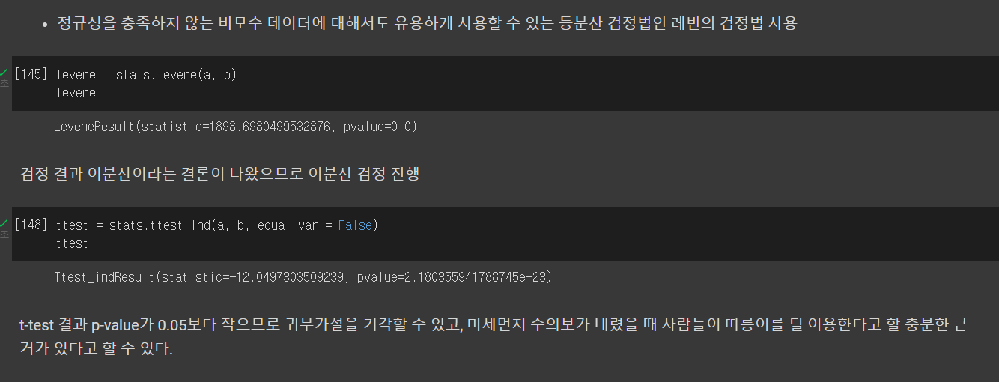 • 정규성을 충족하지 않는 비모수 데이터에 대해서도 유용하게 사용할 수 있는 등분산 검정법인 레빈의 검정법 사용
[145] levene = stats.levene(a, b)
초
levene
LeveneResult(statistic=1898.6980499532876, pvalue=0.0)
검정 결과 이분산이라는 결론이 나왔으므로 이분산 검정 진행
[148] ttest = stats.ttest_ind(a, b, equal_var = False)
초
ttest
Ttest_indResult(statistic=-12.0497303509239, pvalue=2.180355941788745e-23)
t-test 결과 p-value가 0.05보다 작으므로 귀무가설을 기각할 수 있고, 미세먼지 주의보가 내렸을 때 사람들이 따릉이를 덜 이용한다고 할 충분한 근
거가 있다고 할 수 있다.